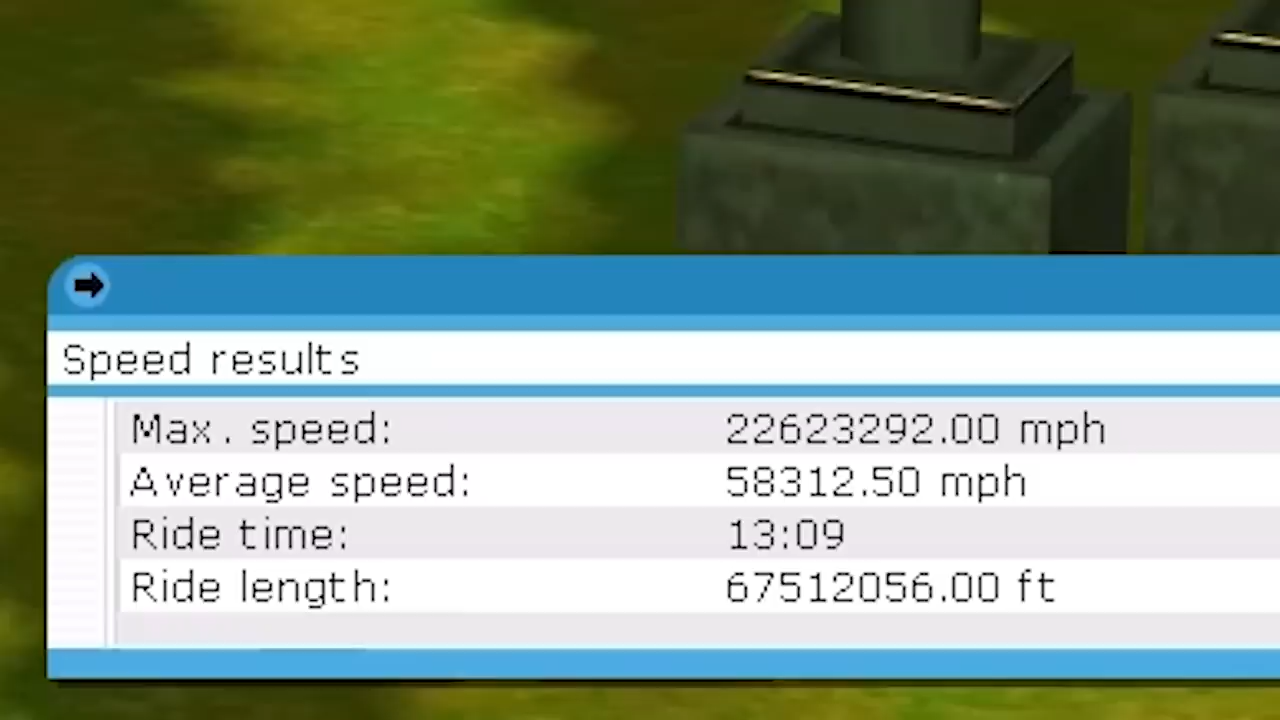 Speed results
Max. speed: 22623292.00 mph
Average speed: 58312.50 mph
Ride time: 13:09
Ride length: 67512056.00 ft